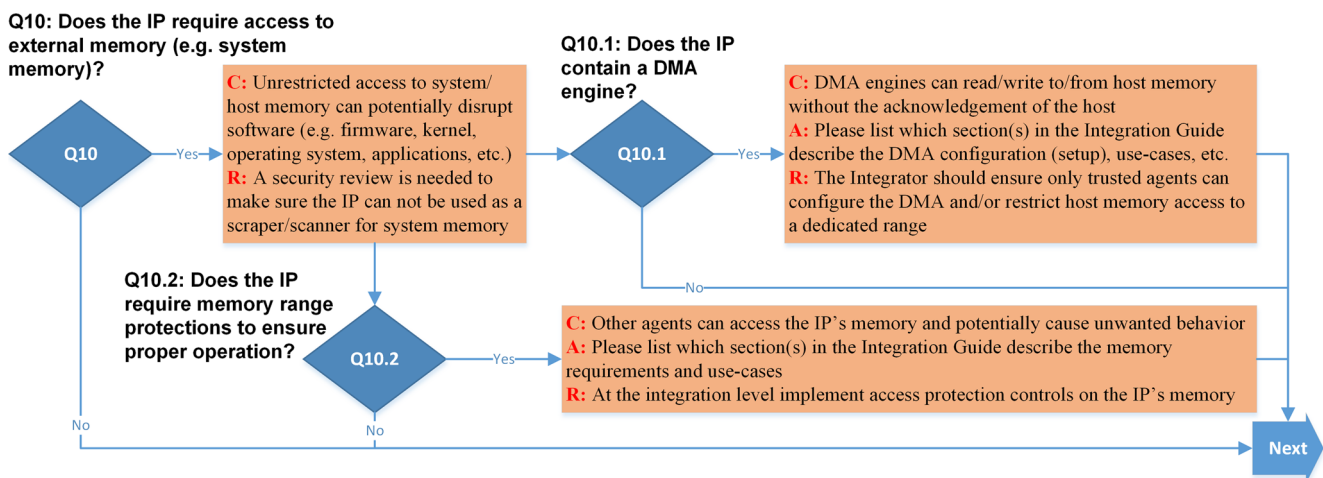 Q10: Does the IP require access to
external memory (e.g. system
memory)?
Q10
Yes
C: Unrestricted access to system/
host memory can potentially disrupt
software (e.g. firmware, kernel,
operating system, applications, etc.)
R: A security review is needed to
make sure the IP can not be used as a
scraper/scanner for system memory
Q10.1: Does the IP
contain a DMA
engine?
Q10.1
Yes
C: DMA engines can read/write to/from host memory
without the acknowledgement of the host
A: Please list which section(s) in the Integration Guide
describe the DMA configuration (setup), use-cases, etc.
R: The Integrator should ensure only trusted agents can
configure the DMA and/or restrict host memory access to
a dedicated range
No
Q10.2: Does the IP
require memory range
protections to ensure
proper operation?
Q10.2
Yes
C: Other agents can access the IP's memory and potentially cause unwanted behavior
A: Please list which section(s) in the Integration Guide describe the memory
requirements and use-cases
R: At the integration level implement access protection controls on the IP's memory
No
No
Next